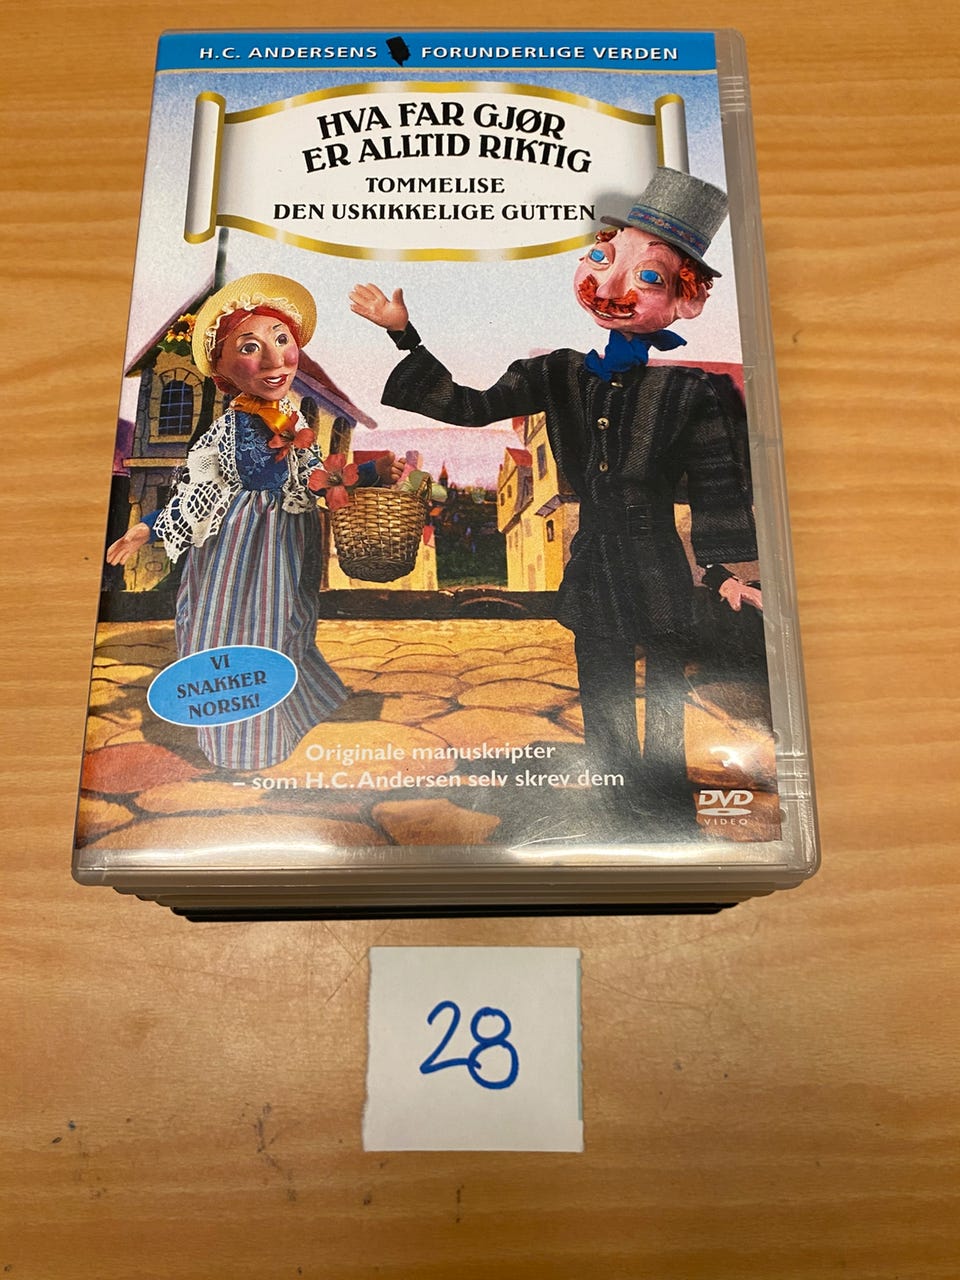 H.C. ANDERSENS FORUNDERLIGE VERDEN
HVA FAR GJØR
ER ALLTID RIKTIG
TOMMELISE
DEN USKIKKELIGE GUTTEN
VI
SNAKKER
NORSK!
Originale manuskripter
– som H.C. Andersen selv skrev dem
DVD
VIDEO
28